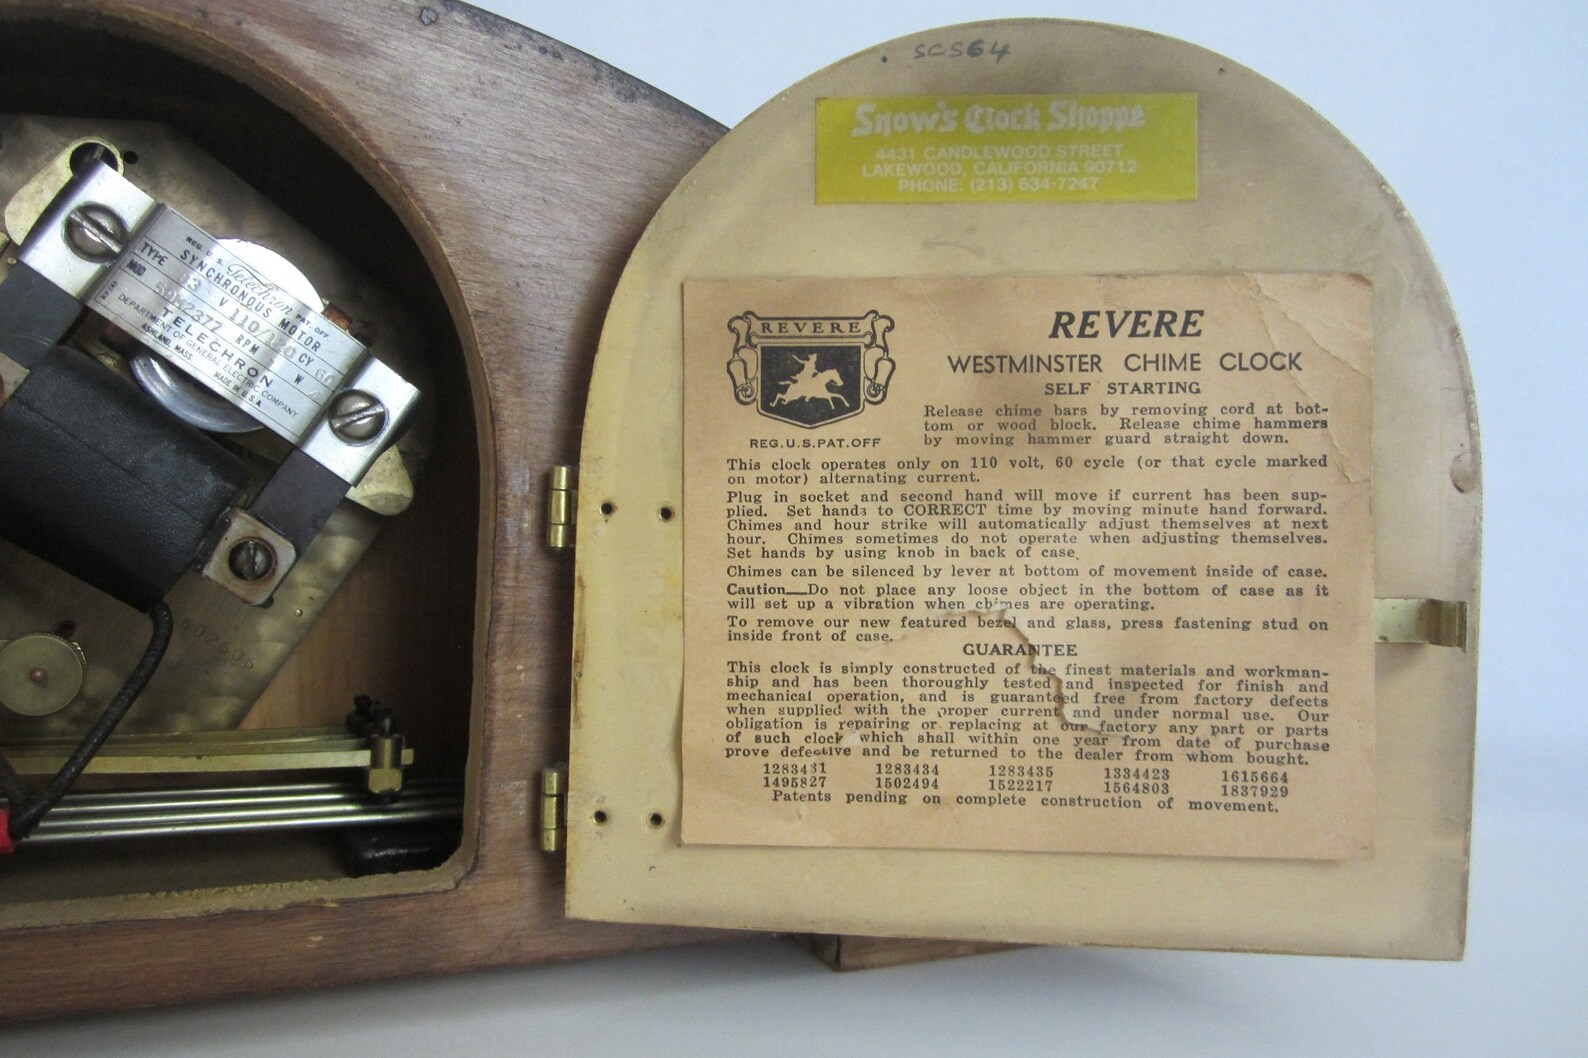 SCS64
Snow's Clock Shoppe
4431 CANDLEWOOD STREET
LAKEWOOD, CALIFORNIA 90712
PHONE: (213) 634-7247
REVERE
REG.U.S.PAT.OFF
REVERE
WESTMINSTER CHIME CLOCK
SELF STARTING
Release chime bars by removing cord at bot-
tom or wood block. Release chime hammers
by moving hammer guard straight down.
This clock operates only on 110 volt, 60 cycle (or that cycle marked
on motor) alternating current.
Plug in socket and second hand will move if current has been sup-
plied. Set hands to CORRECT time by moving minute hand forward.
Chimes and hour strike will automatically adjust themselves at next
hour. Chimes sometimes do not operate when adjusting themselves.
Set hands by using knob in back of case.
Chimes can be silenced by lever at bottom of movement inside of case.
Caution—Do not place any loose object in the bottom of case as it
will set up a vibration when chimes are operating.
To remove our new featured bezel and glass, press fastening stud on
inside front of case.
GUARANTEE
This clock is simply constructed of the finest materials and workman-
ship and has been thoroughly tested and inspected for finish and
mechanical operation, and is guaranteed free from factory defects
when supplied with the proper current and under normal use. Our
obligation is repairing or replacing at our factory any part or parts
of such clock which shall within one year from date of purchase
prove defective and be returned to the dealer from whom bought.
1283431 1283434 1283435 1334423 1615664
1495827 1502494 1522217 1564803 1837929
Patents pending on complete construction of movement.
REG. U.S. Telechron PAT. OFF.
SYNCHRONOUS MOTOR
TYPE B3 V 110/120 CY 60
MOD RPM W
TELECHRON
DEPARTMENT OF GENERAL ELECTRIC COMPANY
ASHLAND, MASS. MADE IN U.S.A.
607606